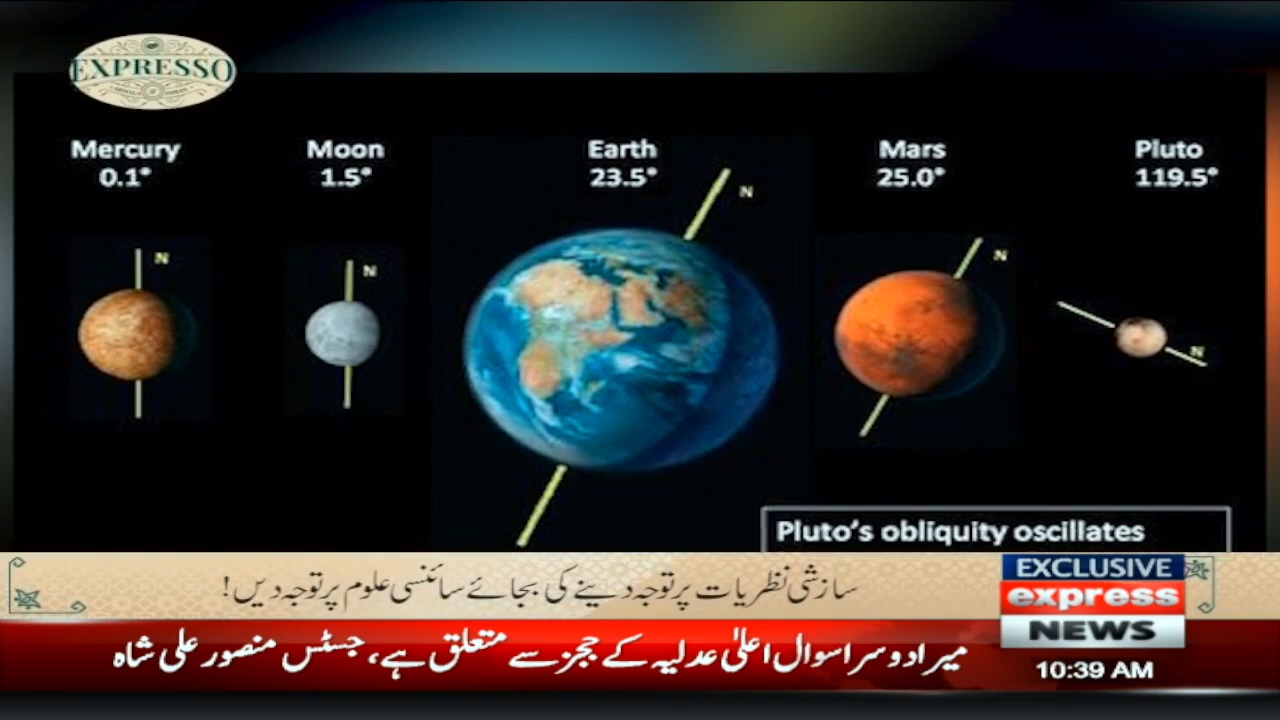 EXPRESSO
Mercury
0.1°
Moon
1.5°
Earth
23.5°
Mars
25.0°
Pluto
119.5°
N
N
N
N
N
Pluto's obliquity oscillates
سازشی نظریات پر توجہ دینے کی بجائے سائنسی علوم پر توجہ دیں!
EXCLUSIVE
express
NEWS
میرا دوسرا سوال اعلیٰ عدلیہ کے ججز سے متعلق ہے، جسٹس منصور علی شاہ
10:39 AM